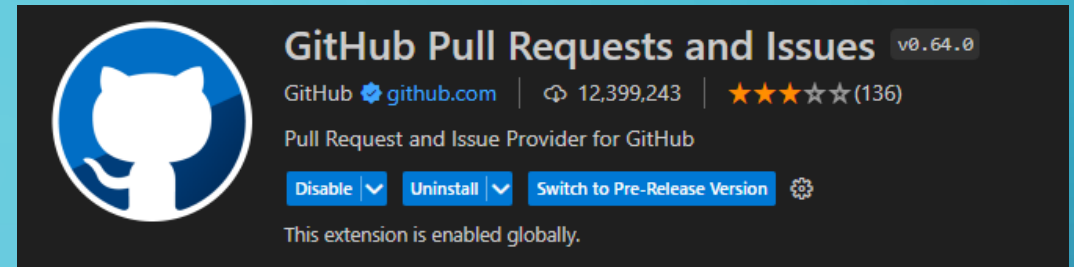 GitHub Pull Requests and Issues v0.64.0
GitHub github.com 12,399,243 (136)
Pull Request and Issue Provider for GitHub
Disable Uninstall Switch to Pre-Release Version
This extension is enabled globally.